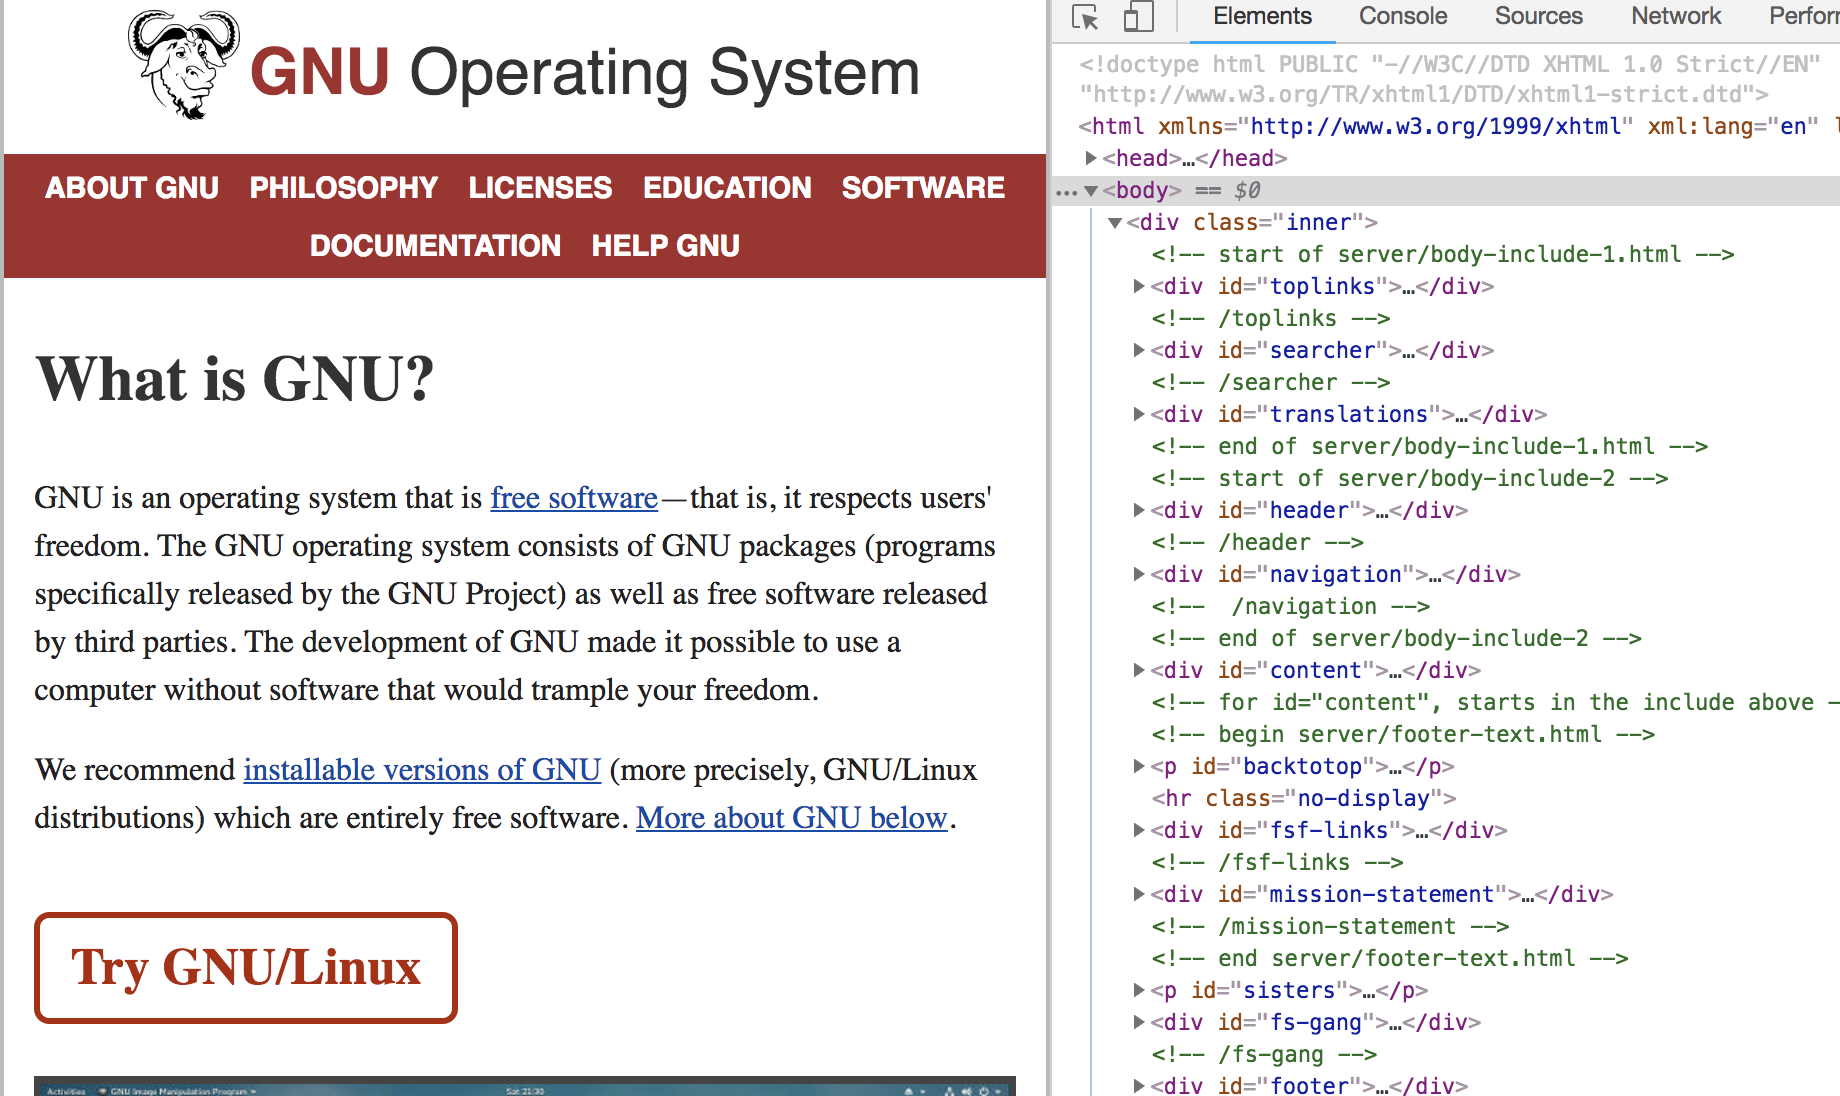 GNU Operating System
ABOUT GNU PHILOSOPHY LICENSES EDUCATION SOFTWARE
DOCUMENTATION HELP GNU
What is GNU?
GNU is an operating system that is free software—that is, it respects users'
freedom. The GNU operating system consists of GNU packages (programs
specifically released by the GNU Project) as well as free software released
by third parties. The development of GNU made it possible to use a
computer without software that would trample your freedom.
We recommend installable versions of GNU (more precisely, GNU/Linux
distributions) which are entirely free software. More about GNU below.
Try GNU/Linux
Activities GNU Image Manipulation Program Sat 21:30
Elements Console Sources Network Perfor
<!doctype html PUBLIC "-//W3C//DTD XHTML 1.0 Strict//EN"
"http://www.w3.org/TR/xhtml1/DTD/xhtml1-strict.dtd">
<html xmlns="http://www.w3.org/1999/xhtml" xml:lang="en" l
<head>…</head>
… <body> == $0
<div class="inner">
<!-- start of server/body-include-1.html -->
<div id="toplinks">…</div>
<!-- /toplinks -->
<div id="searcher">…</div>
<!-- /searcher -->
<div id="translations">…</div>
<!-- end of server/body-include-1.html -->
<!-- start of server/body-include-2 -->
<div id="header">…</div>
<!-- /header -->
<div id="navigation">…</div>
<!--  /navigation -->
<!-- end of server/body-include-2 -->
<div id="content">…</div>
<!-- for id="content", starts in the include above -
<!-- begin server/footer-text.html -->
<p id="backtotop">…</p>
<hr class="no-display">
<div id="fsf-links">…</div>
<!-- /fsf-links -->
<div id="mission-statement">…</div>
<!-- /mission-statement -->
<!-- end server/footer-text.html -->
<p id="sisters">…</p>
<div id="fs-gang">…</div>
<!-- /fs-gang -->
<div id="footer">…</div>